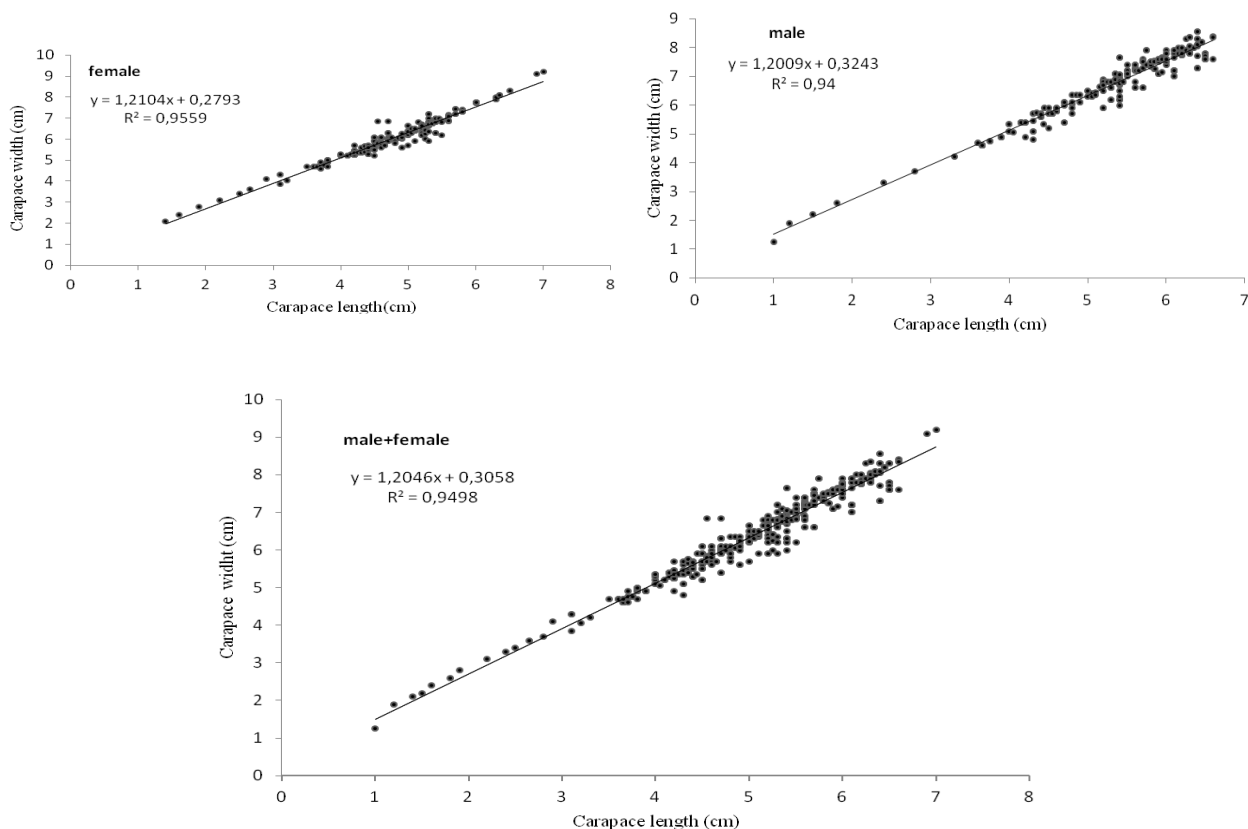 female
y = 1,2104x + 0,2793
R² = 0,9559
Carapace width (cm)
10
9
8
7
6
5
4
3
2
1
0
0 1 2 3 4 5 6 7 8
Carapace length(cm)
male
y = 1,2009x + 0,3243
R² = 0,94
Carapace width (cm)
9
8
7
6
5
4
3
2
1
0
0 1 2 3 4 5 6 7
Carapace length (cm)
male+female
y = 1,2046x + 0,3058
R² = 0,9498
Carapace widht (cm)
10
9
8
7
6
5
4
3
2
1
0
0 1 2 3 4 5 6 7 8
Carapace length (cm)